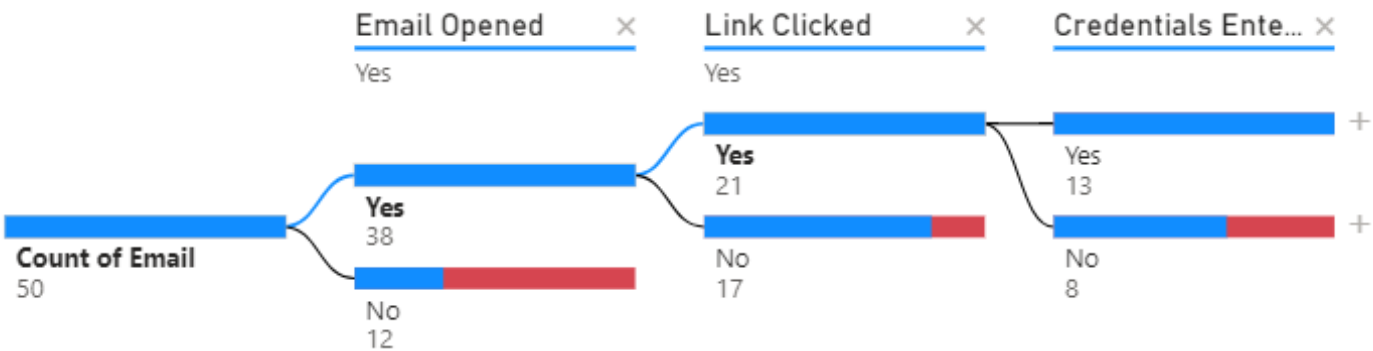 Email Opened ×
Link Clicked ×
Credentials Ente... ×
Yes
Yes
Yes
21
Yes
13
+
Yes
38
No
17
No
8
+
Count of Email
50
No
12